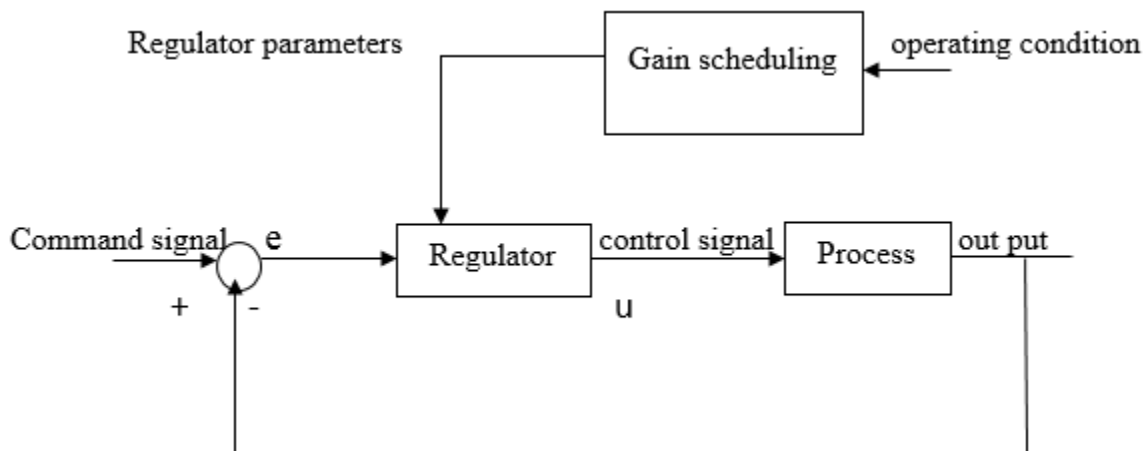 Regulator parameters
Gain scheduling
operating condition
Command signal
e
Regulator
control signal
Process
out put
+
-
u